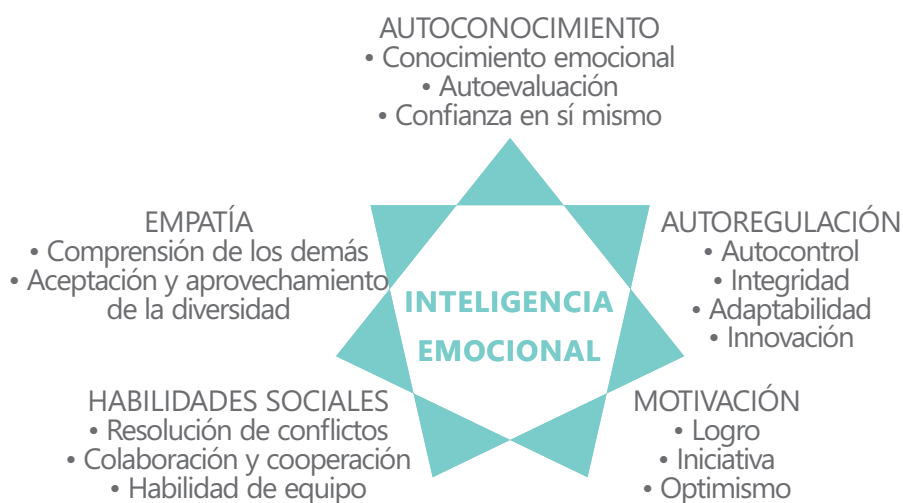 AUTOCONOCIMIENTO
• Conocimiento emocional
• Autoevaluación
• Confianza en sí mismo
EMPATÍA
• Comprensión de los demás
• Aceptación y aprovechamiento
de la diversidad
AUTOREGULACIÓN
• Autocontrol
• Integridad
• Adaptabilidad
• Innovación
INTELIGENCIA
EMOCIONAL
HABILIDADES SOCIALES
• Resolución de conflictos
• Colaboración y cooperación
• Habilidad de equipo
MOTIVACIÓN
• Logro
• Iniciativa
• Optimismo